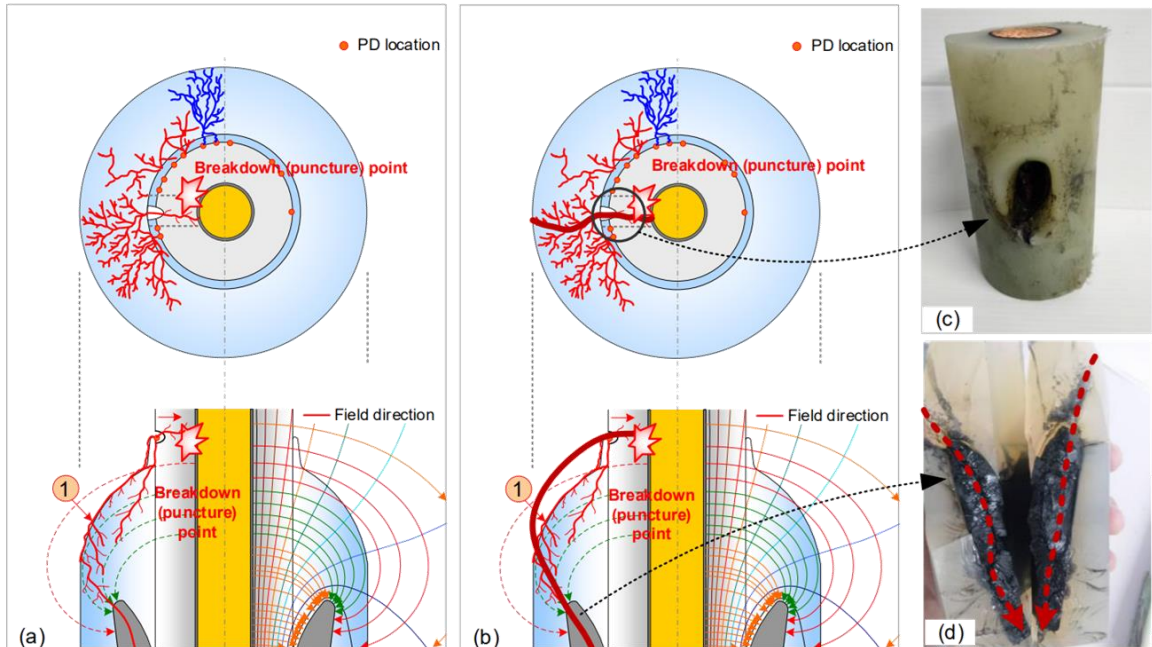 PD location
Breakdown (puncture) point
Field direction
1
Breakdown
(puncture)
point
(a)
PD location
Breakdown (puncture) point
Field direction
1
Breakdown
(puncture)
point
(b)
(c)
(d)